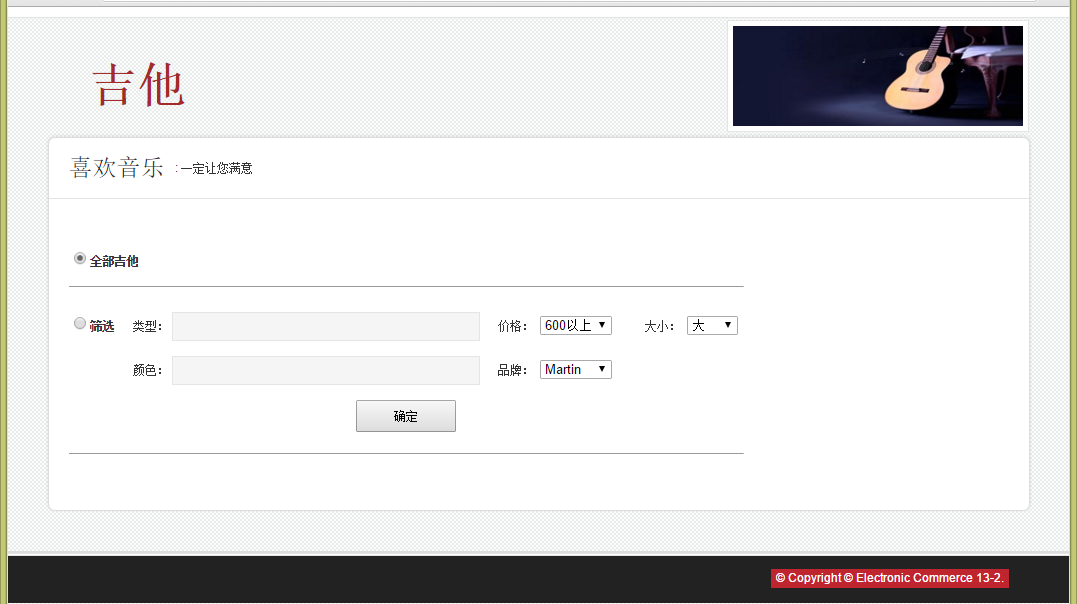 吉他
喜欢音乐 : 一定让您满意
全部吉他
筛选 类型： 价格： 600以上 大小： 大
颜色： 品牌： Martin
确定
© Copyright © Electronic Commerce 13-2.